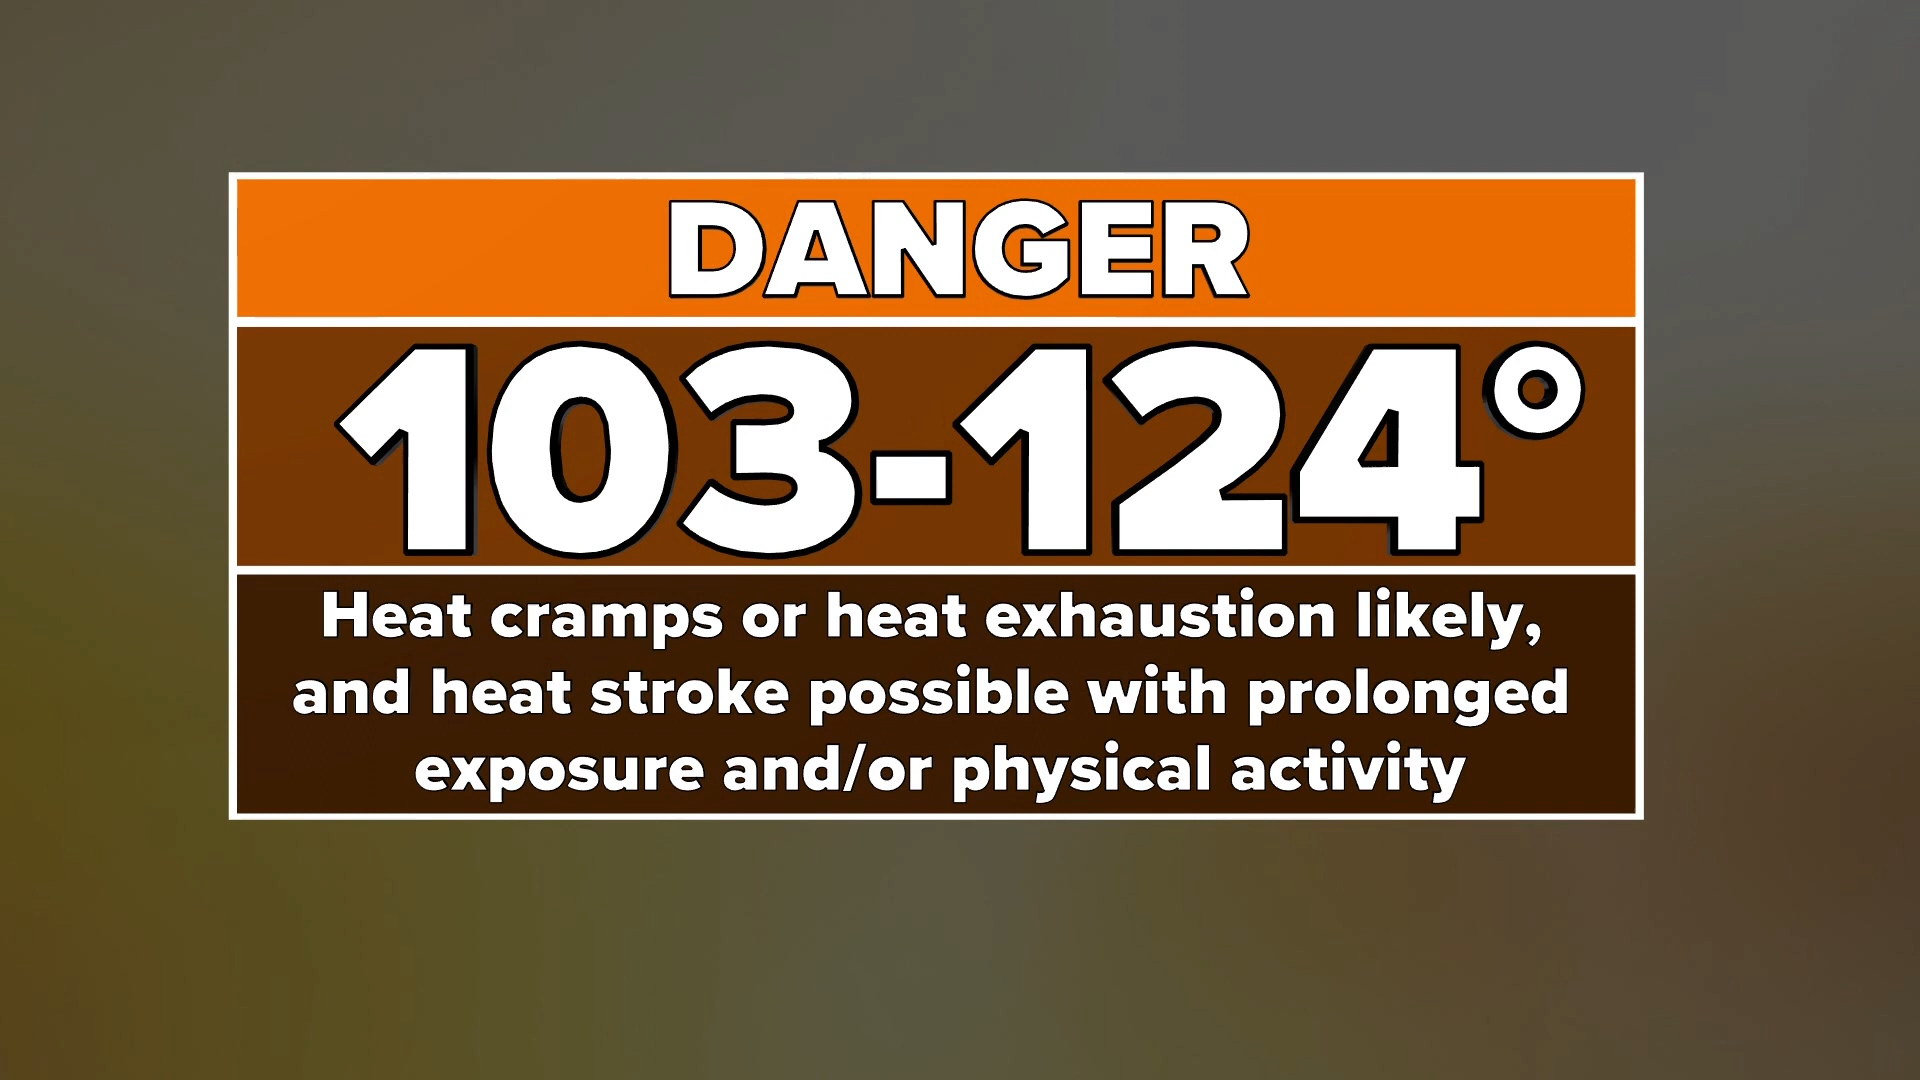 DANGER
103-124°
Heat cramps or heat exhaustion likely,
and heat stroke possible with prolonged
exposure and/or physical activity